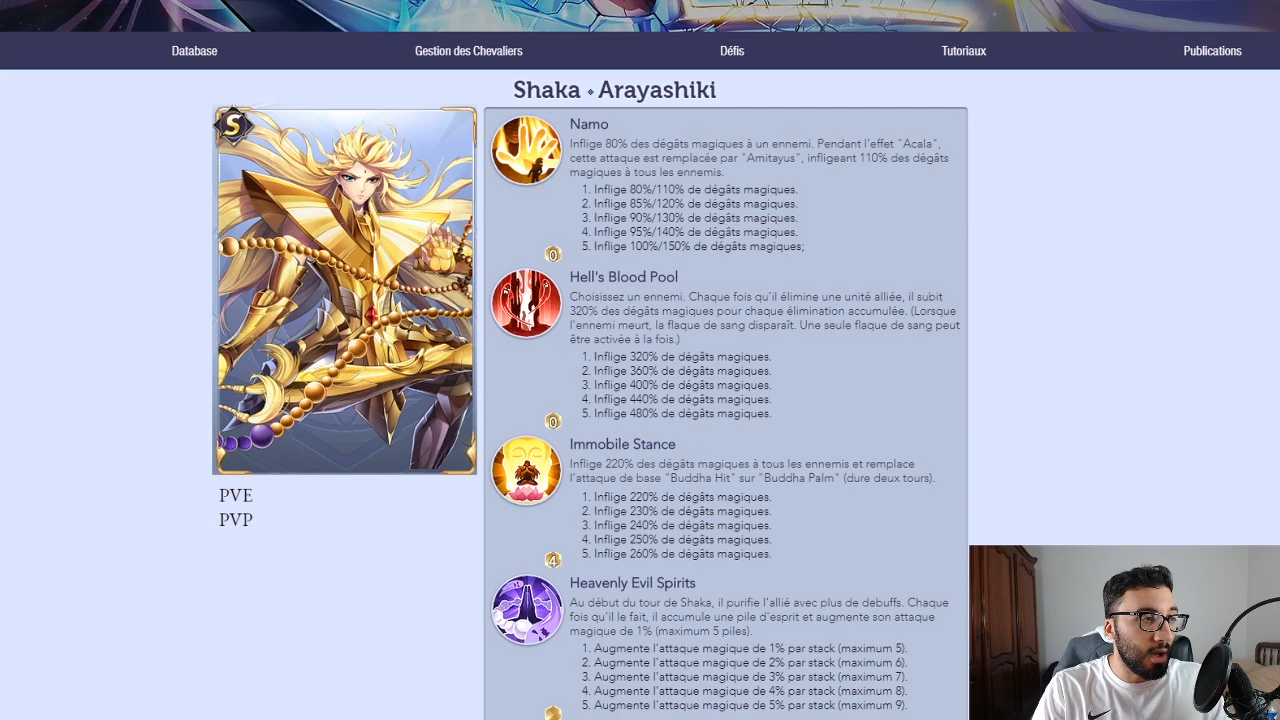 Database Gestion des Chevaliers Défis Tutoriaux Publications
Shaka • Arayashiki
S
Namo
Inflige 80% des dégâts magiques à un ennemi. Pendant l'effet "Acala",
cette attaque est remplacée par "Amitayus", infligeant 110% des dégâts
magiques à tous les ennemis.
1. Inflige 80%/110% de dégâts magiques.
2. Inflige 85%/120% de dégâts magiques.
3. Inflige 90%/130% de dégâts magiques.
4. Inflige 95%/140% de dégâts magiques.
5. Inflige 100%/150% de dégâts magiques;
0
Hell's Blood Pool
Choisissez un ennemi. Chaque fois qu'il élimine une unité alliée, il subit
320% des dégâts magiques pour chaque élimination accumulée. (Lorsque
l'ennemi meurt, la flaque de sang disparaît. Une seule flaque de sang peut
être activée à la fois.)
1. Inflige 320% de dégâts magiques.
2. Inflige 360% de dégâts magiques.
3. Inflige 400% de dégâts magiques.
4. Inflige 440% de dégâts magiques.
5. Inflige 480% de dégâts magiques.
0
Immobile Stance
Inflige 220% des dégâts magiques à tous les ennemis et remplace
l'attaque de base "Buddha Hit" sur "Buddha Palm" (dure deux tours).
1. Inflige 220% de dégâts magiques.
2. Inflige 230% de dégâts magiques.
3. Inflige 240% de dégâts magiques.
4. Inflige 250% de dégâts magiques.
5. Inflige 260% de dégâts magiques.
4
Heavenly Evil Spirits
Au début du tour de Shaka, il purifie l'allié avec plus de debuffs. Chaque
fois qu'il le fait, il accumule une pile d'esprit et augmente son attaque
magique de 1% (maximum 5 piles).
1. Augmente l'attaque magique de 1% par stack (maximum 5).
2. Augmente l'attaque magique de 2% par stack (maximum 6).
3. Augmente l'attaque magique de 3% par stack (maximum 7).
4. Augmente l'attaque magique de 4% par stack (maximum 8).
5. Augmente l'attaque magique de 5% par stack (maximum 9).
PVE
PVP